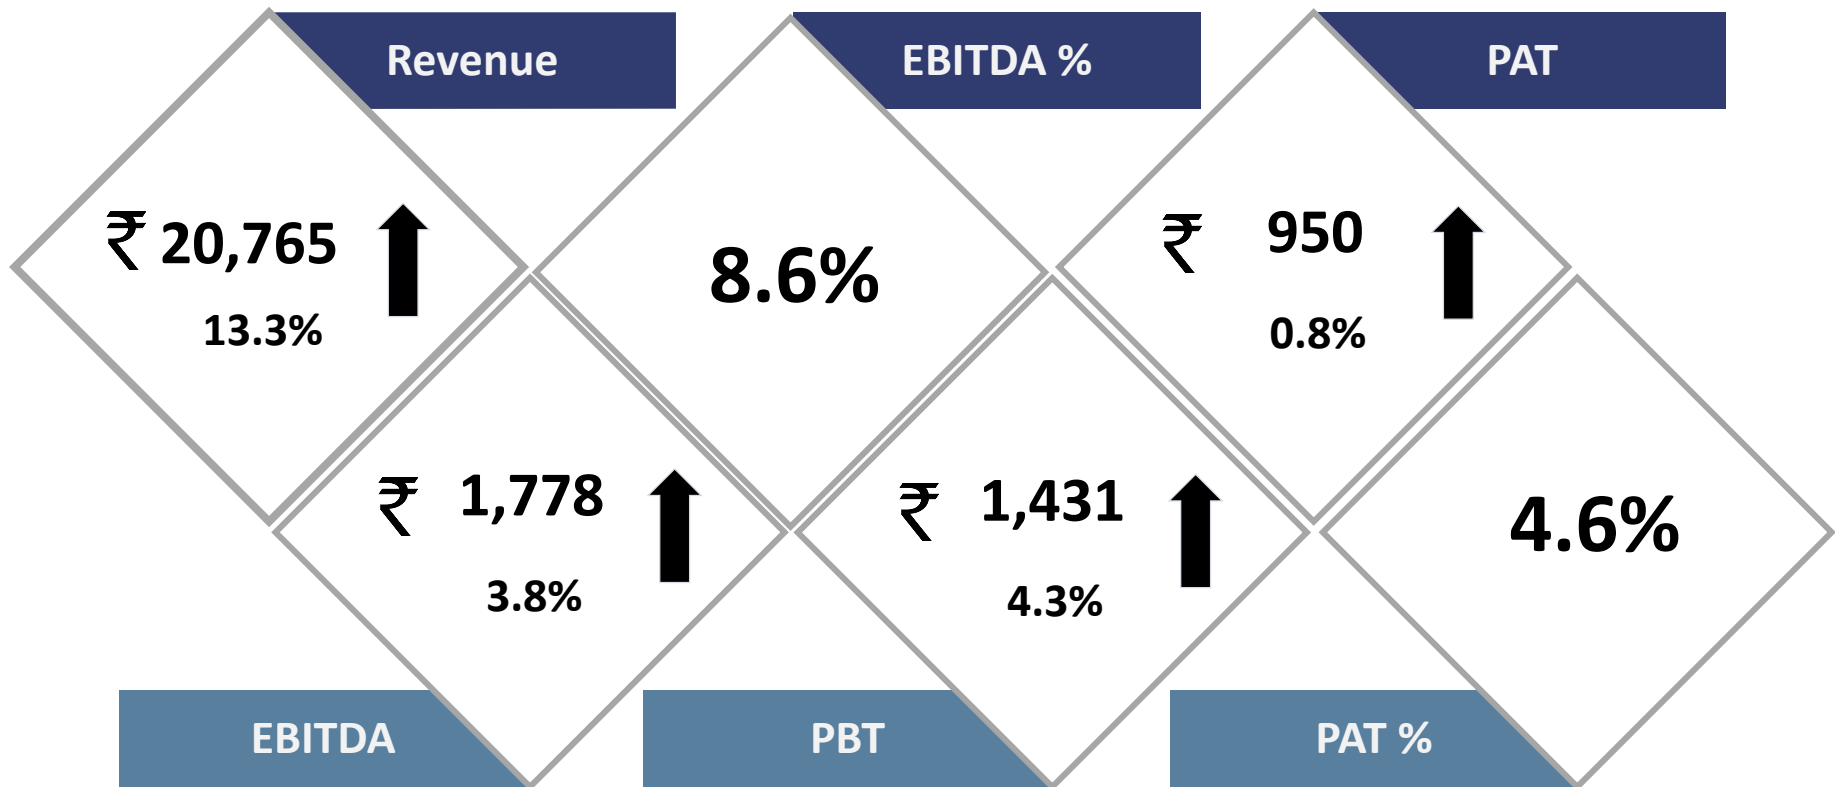 Revenue
₹ 20,765
13.3%
EBITDA %
8.6%
PAT
₹ 950
0.8%
₹ 1,778
3.8%
EBITDA
₹ 1,431
4.3%
PBT
4.6%
PAT %